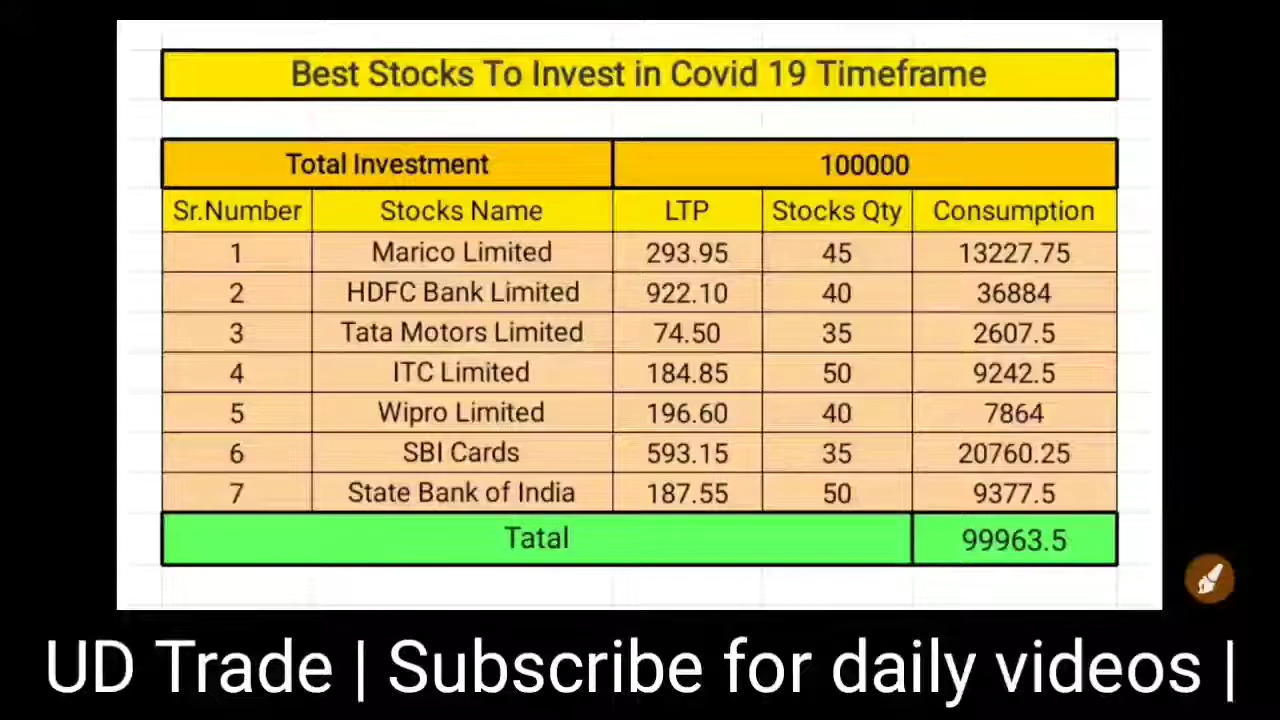 Best Stocks To Invest in Covid 19 Timeframe
Total Investment 100000
Sr.Number Stocks Name LTP Stocks Qty Consumption
1 Marico Limited 293.95 45 13227.75
2 HDFC Bank Limited 922.10 40 36884
3 Tata Motors Limited 74.50 35 2607.5
4 ITC Limited 184.85 50 9242.5
5 Wipro Limited 196.60 40 7864
6 SBI Cards 593.15 35 20760.25
7 State Bank of India 187.55 50 9377.5
Tatal 99963.5
UD Trade | Subscribe for daily videos |